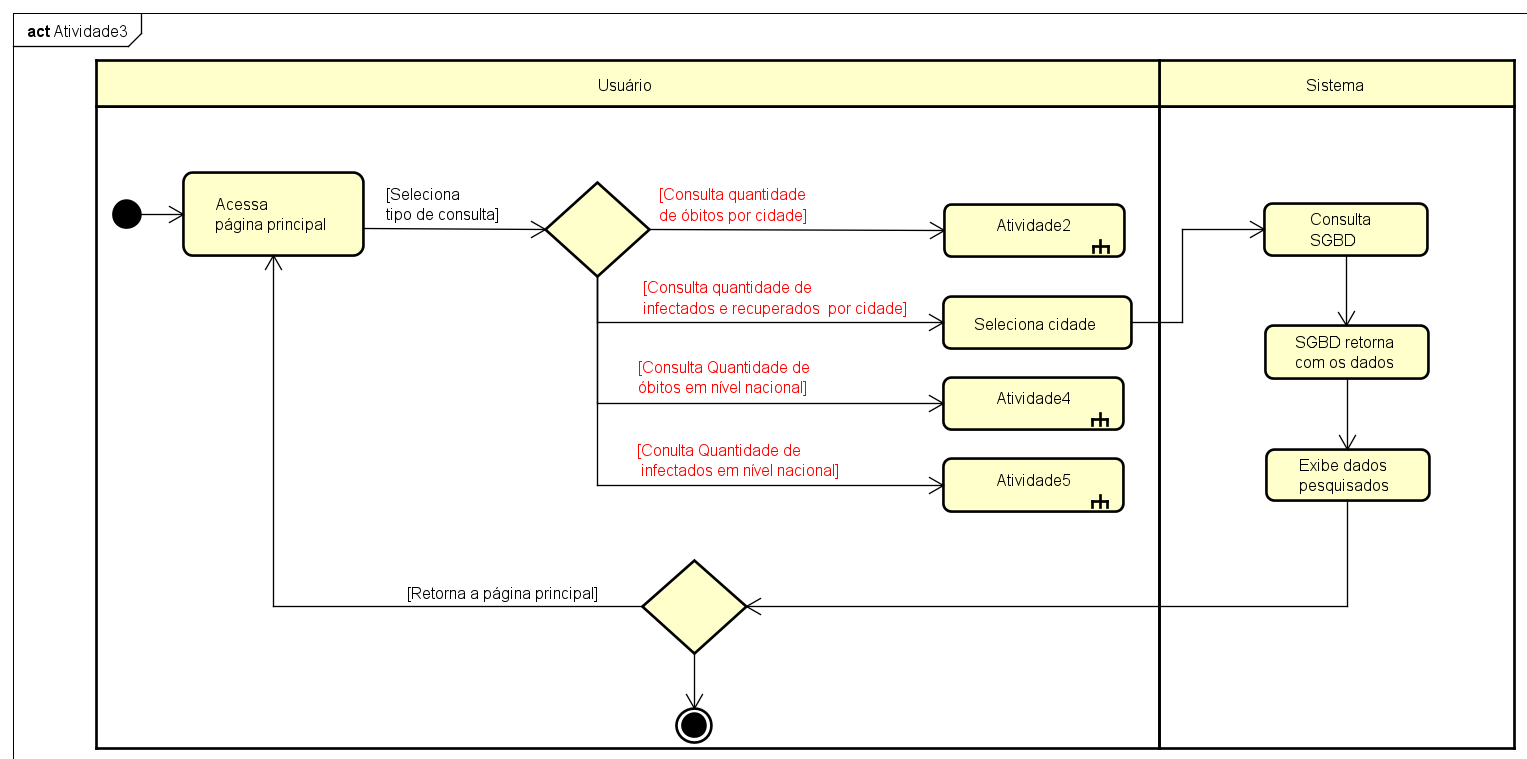 act Atividade3
Usuário
Sistema
Acessa
página principal
[Seleciona
tipo de consulta]
[Consulta quantidade
de óbitos por cidade]
Atividade2
Consulta
SGBD
[Consulta quantidade de
infectados e recuperados  por cidade]
Seleciona cidade
SGBD retorna
com os dados
[Consulta Quantidade de
óbitos em nível nacional]
Atividade4
[Conulta Quantidade de
infectados em nível nacional]
Atividade5
Exibe dados
pesquisados
[Retorna a página principal]